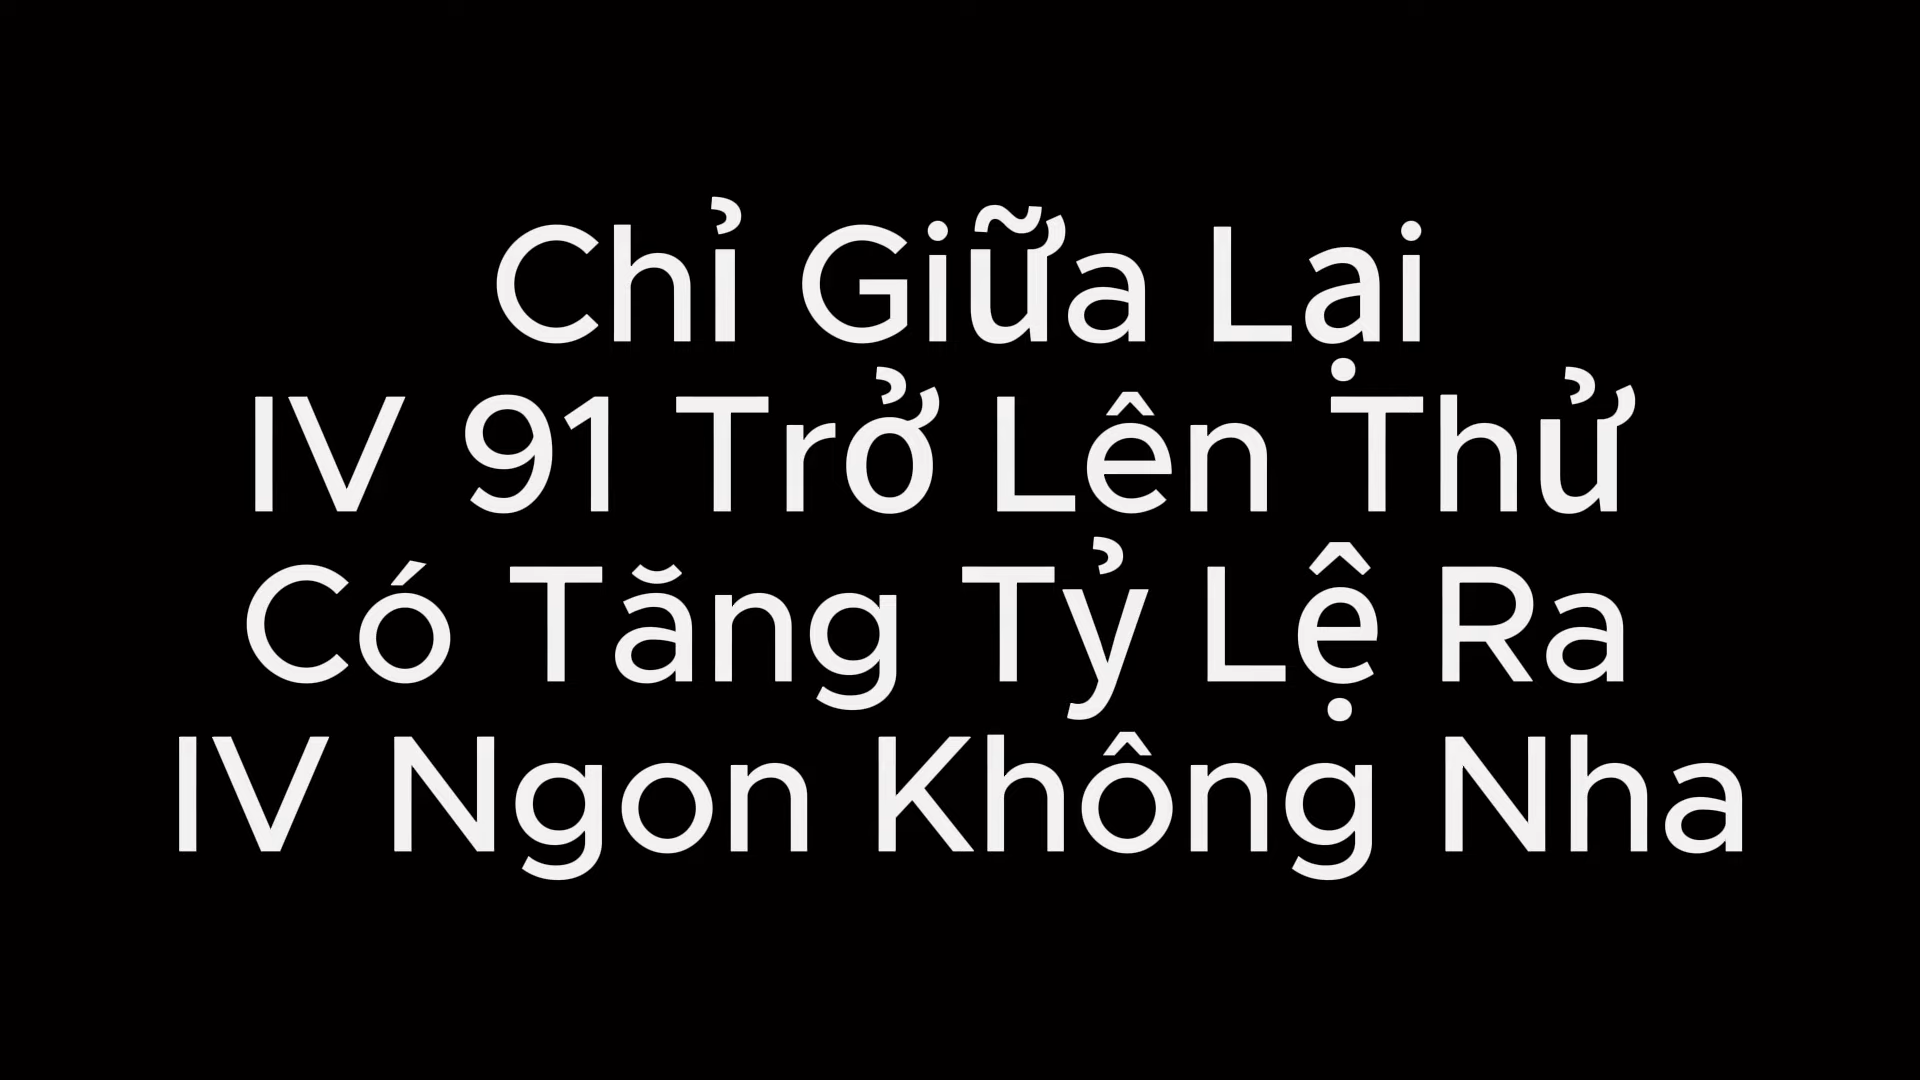 Chỉ Giữa Lại
IV 91 Trở Lên Thử
Có Tăng Tỷ Lệ Ra
IV Ngon Không Nha